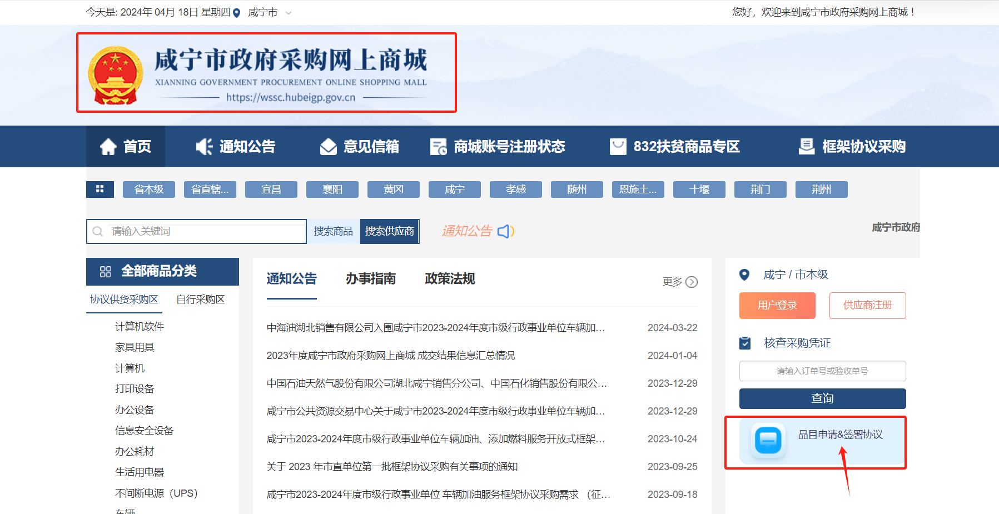 今天是: 2024年 04月 18日 星期四 咸宁市
您好，欢迎来到咸宁市政府采购网上商城！
咸宁市政府采购网上商城
XIANNING GOVERNMENT PROCUREMENT ONLINE SHOPPING MALL
https://wssc.hubeigp.gov.cn
首页 通知公告 意见信箱 商城账号注册状态 832扶贫商品专区 框架协议采购
省本级 省直辖... 宜昌 襄阳 黄冈 咸宁 孝感 随州 恩施土... 十堰 荆门 荆州
请输入关键词 搜索商品 搜索供应商 通知公告 咸宁市政府
全部商品分类
协议供货采购区 自行采购区
计算机软件
家具用具
计算机
打印设备
办公设备
信息安全设备
办公耗材
生活用电器
不间断电源（UPS）
车辆
通知公告 办事指南 政策法规 更多
中海油湖北销售有限公司入围咸宁市2023-2024年度市级行政事业单位车辆加... 2024-03-22
2023年度咸宁市政府采购网上商城 成交结果信息汇总情况 2024-01-04
中国石油天然气股份有限公司湖北咸宁销售分公司、中国石化销售股份有限公... 2023-12-29
咸宁市公共资源交易中心关于咸宁市2023-2024年度市级行政事业单位车辆加... 2023-12-29
咸宁市2023-2024年度市级行政事业单位车辆加油、添加燃料服务开放式框架... 2023-10-24
关于 2023 年市直单位第一批框架协议采购有关事项的通知 2023-09-25
咸宁市2023-2024年度市级行政事业单位 车辆加油服务框架协议采购需求 （征... 2023-09-18
咸宁 / 市本级
用户登录 供应商注册
核查采购凭证
请输入订单号或验收单号
查询
品目申请&签署协议